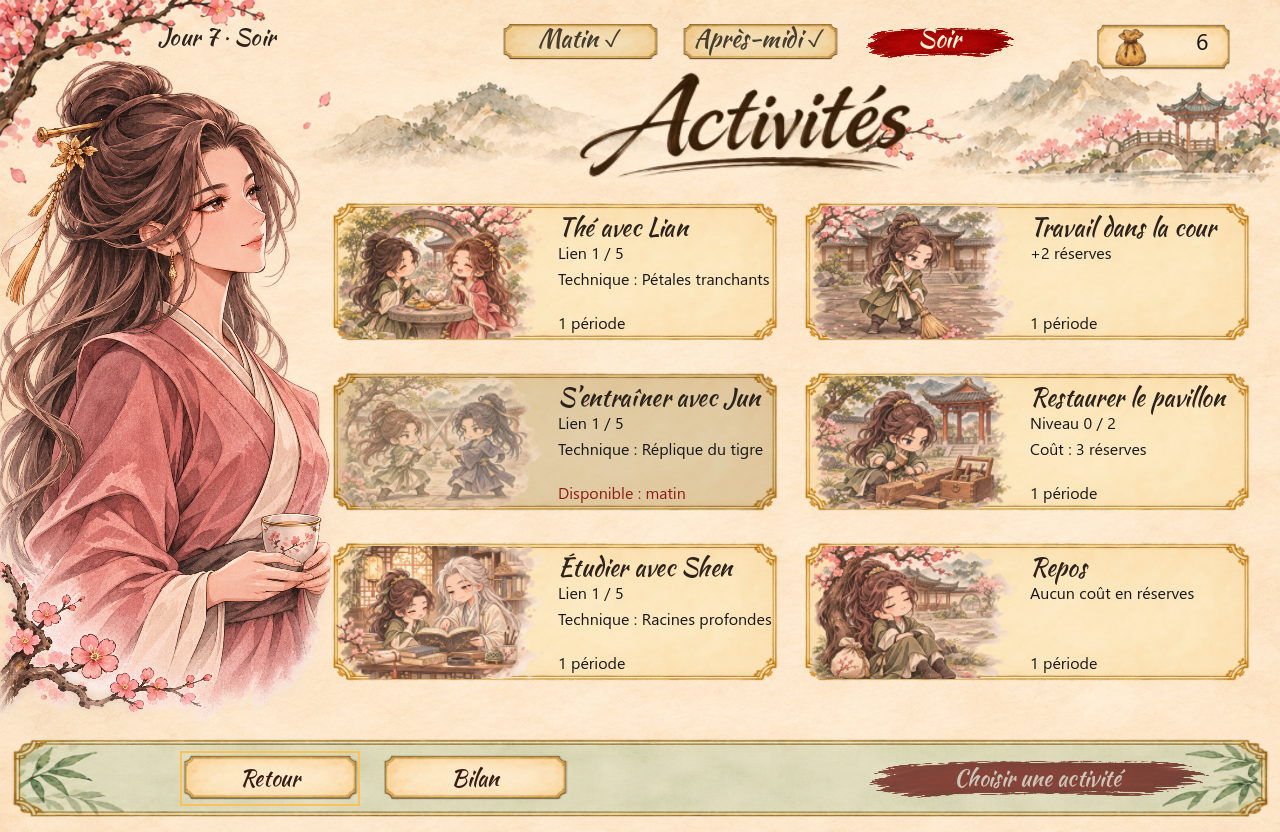 Jour 7 · Soir
Matin ✓
Après-midi ✓
Soir
6
Activités
Thé avec Lian
Lien 1 / 5
Technique : Pétales tranchants
1 période
Travail dans la cour
+2 réserves
1 période
S'entraîner avec Jun
Lien 1 / 5
Technique : Réplique du tigre
Disponible : matin
Restaurer le pavillon
Niveau 0 / 2
Coût : 3 réserves
1 période
Étudier avec Shen
Lien 1 / 5
Technique : Racines profondes
1 période
Repos
Aucun coût en réserves
1 période
Retour
Bilan
Choisir une activité